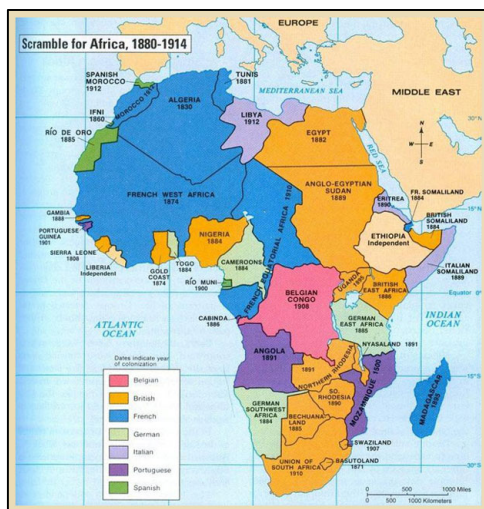 Scramble for Africa, 1880-1914
EUROPE
SPANISH
MOROCCO
1912
TUNIS
1881
MEDITERRANEAN SEA
MIDDLE EAST
MOROCCO 1912
ALGERIA
1830
IFNI
1860
LIBYA
1912
EGYPT
1882
30°N
N
W
E
S
RÍO DE ORO
1885
RED SEA
FRENCH WEST AFRICA
1874
ANGLO-EGYPTIAN
SUDAN
1889
FR. SOMALILAND
1884
ERITREA
1890
15°N
GAMBIA
1888
PORTUGUESE
GUINEA
1901
SIERRA LEONE
1808
LIBERIA
Independent
GOLD
COAST
1874
TOGO
1884
NIGERIA
1884
CAMEROONS
1884
FRENCH EQUATORIAL AFRICA 1910
BRITISH
SOMALILAND
1884
ETHIOPIA
Independent
ITALIAN
SOMALILAND
1889
RÍO MUNI
1900
UGANDA
BRITISH
EAST AFRICA
1886
Equator 0°
CABINDA
1886
BELGIAN
CONGO
1908
GERMAN
EAST AFRICA
1885
ATLANTIC
OCEAN
INDIAN
OCEAN
NYASALAND 1891
ANGOLA
1891
1891
NORTHERN RHODESIA
MOZAMBIQUE
SO.
RHODESIA
1890
MADAGASCAR
15°S
GERMAN
SOUTHWEST
AFRICA
1884
BECHUANA
LAND
1885
SWAZILAND
1907
UNION OF
SOUTH AFRICA
1910
BASUTOLAND
1871
30°S
Dates indicate year
of colonization
Belgian
British
French
German
Italian
Portuguese
Spanish
0
500
1000 Miles
0
500
1000 Kilometers